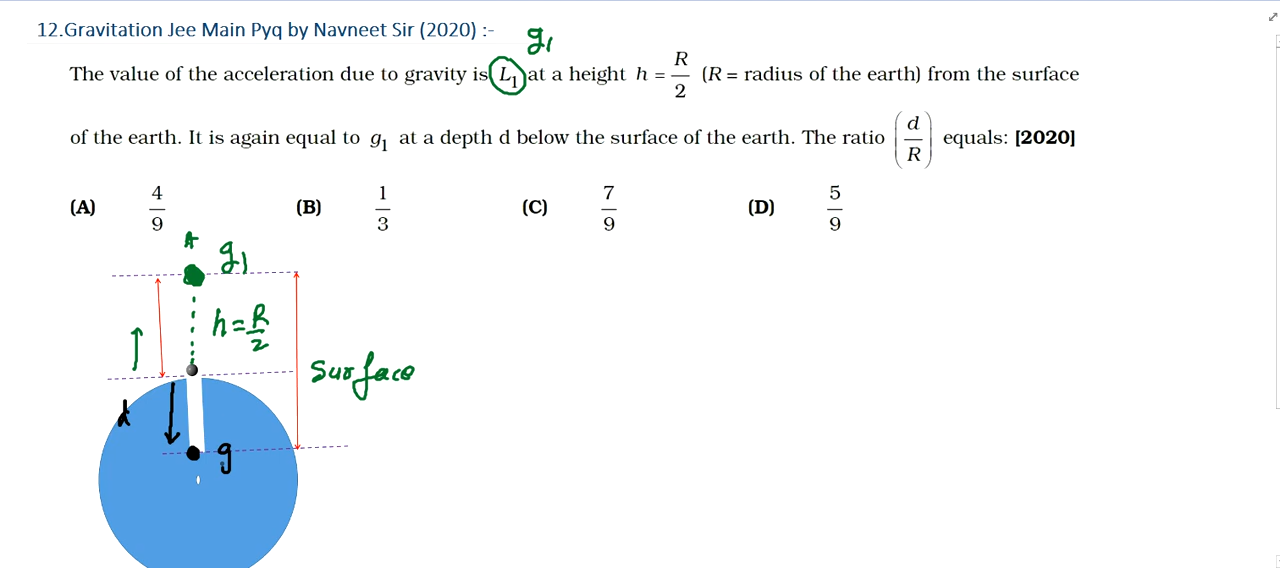 12.Gravitation Jee Main Pyq by Navneet Sir (2020) :-
g₁
The value of the acceleration due to gravity is L₁ at a height h = R/2 (R = radius of the earth) from the surface
of the earth. It is again equal to g₁ at a depth d below the surface of the earth. The ratio (d/R) equals: [2020]
(A) 4/9 (B) 1/3 (C) 7/9 (D) 5/9
A
g₁
h = R/2
Surface
d
g